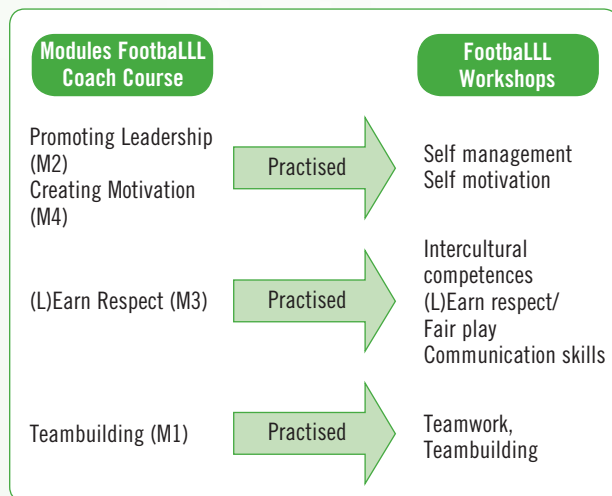 Modules FootbaLLL
Coach Course
FootbaLLL
Workshops
Promoting Leadership
(M2)
Creating Motivation
(M4)
Practised
Self management
Self motivation
(L)Earn Respect (M3)
Practised
Intercultural
competences
(L)Earn respect/
Fair play
Communication skills
Teambuilding (M1)
Practised
Teamwork,
Teambuilding